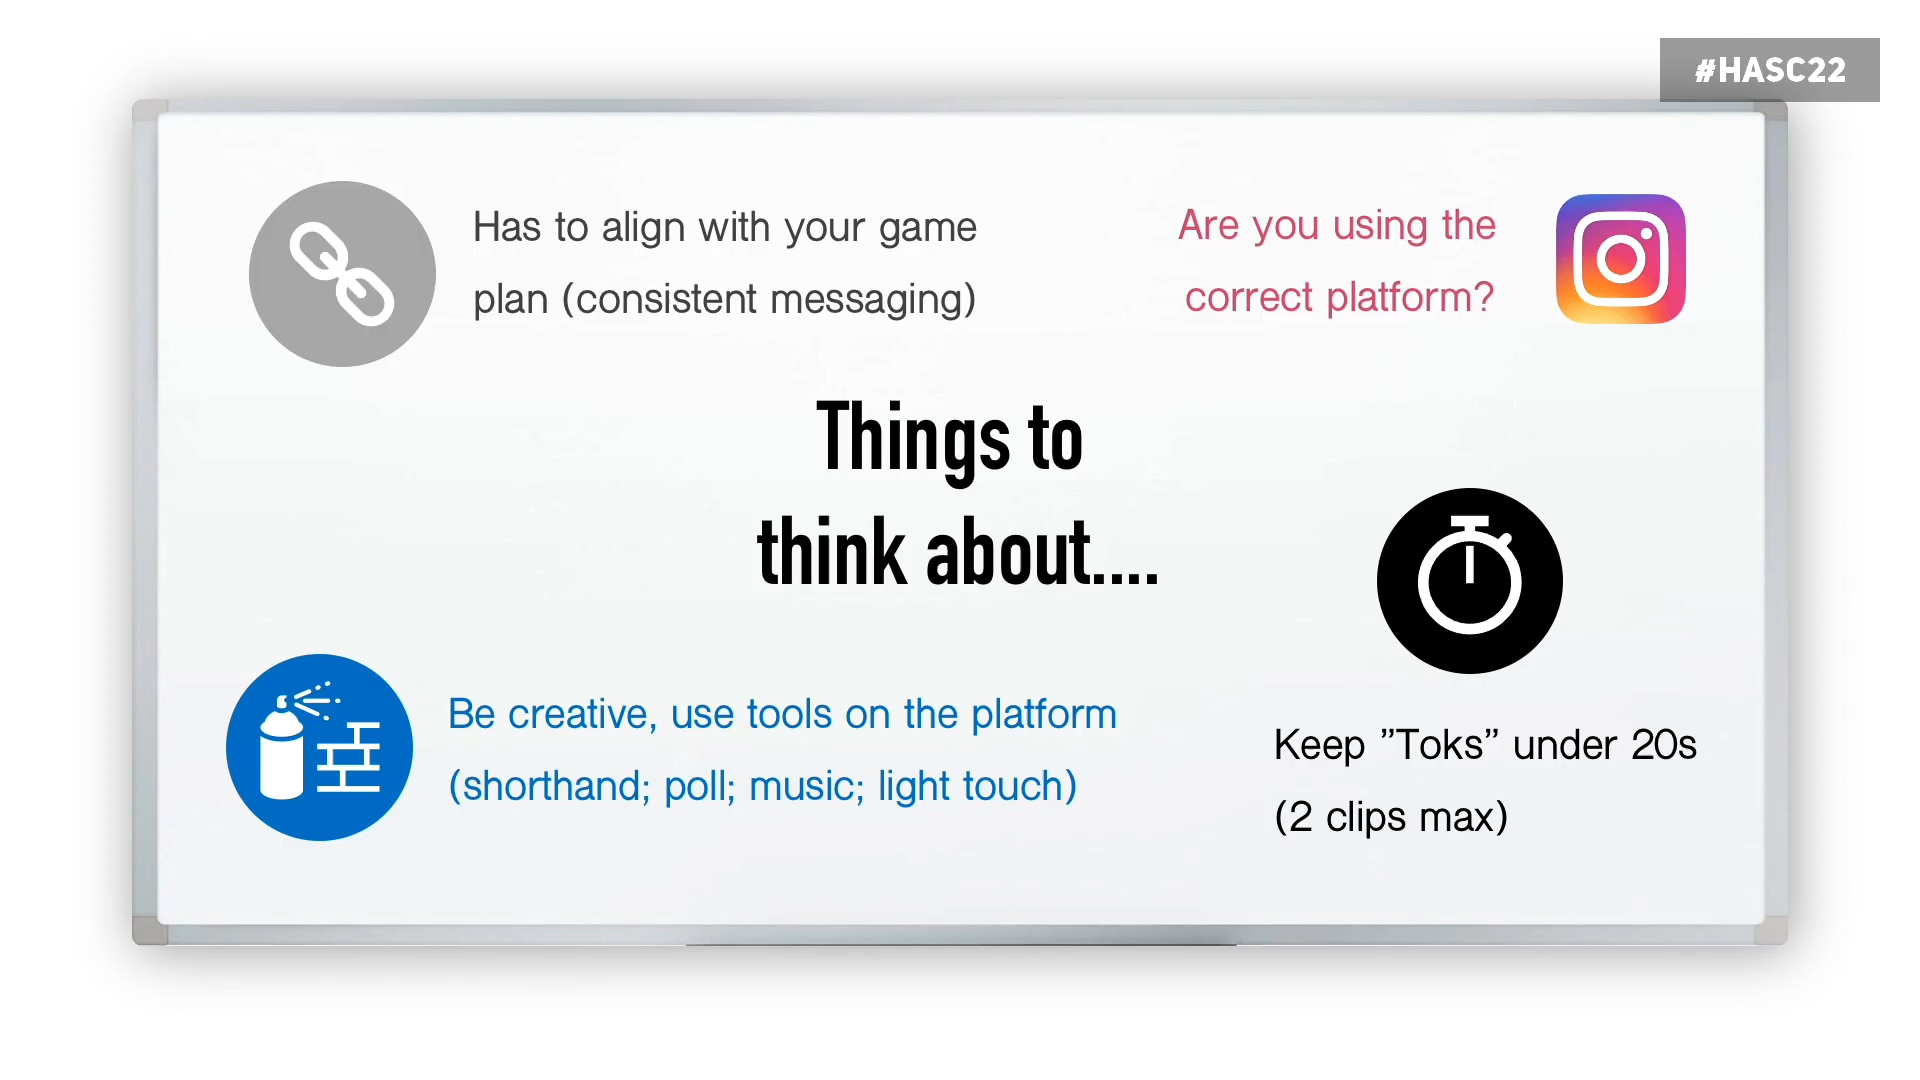 #HASC22
Has to align with your game
plan (consistent messaging)
Are you using the
correct platform?
Things to
think about....
Be creative, use tools on the platform
(shorthand; poll; music; light touch)
Keep ”Toks” under 20s
(2 clips max)